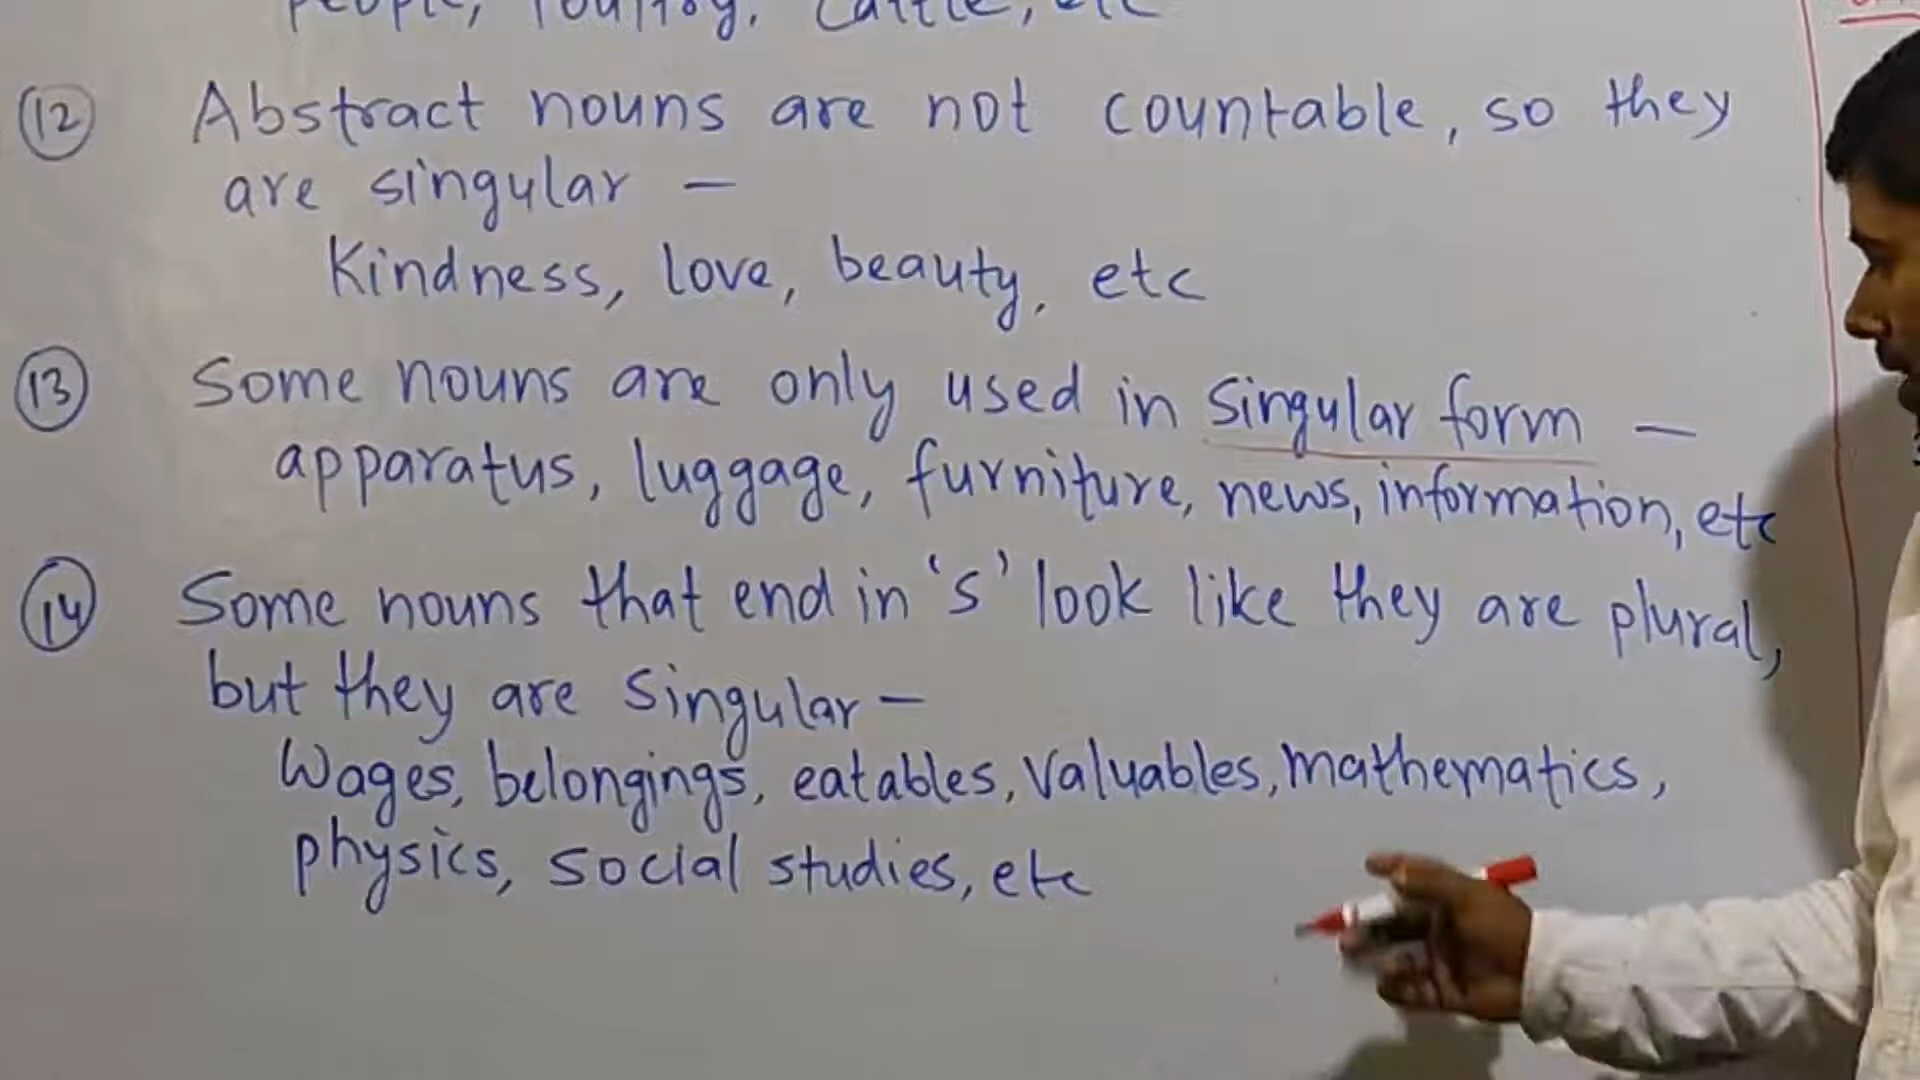 people, Poultry, Cattle, etc
(12) Abstract nouns are not countable, so they
are singular —
Kindness, love, beauty, etc
(13) Some nouns are only used in singular form —
apparatus, luggage, furniture, news, information, etc
(14) Some nouns that end in 's' look like they are plural,
but they are singular —
Wages, belongings, eatables, valuables, mathematics,
physics, social studies, etc